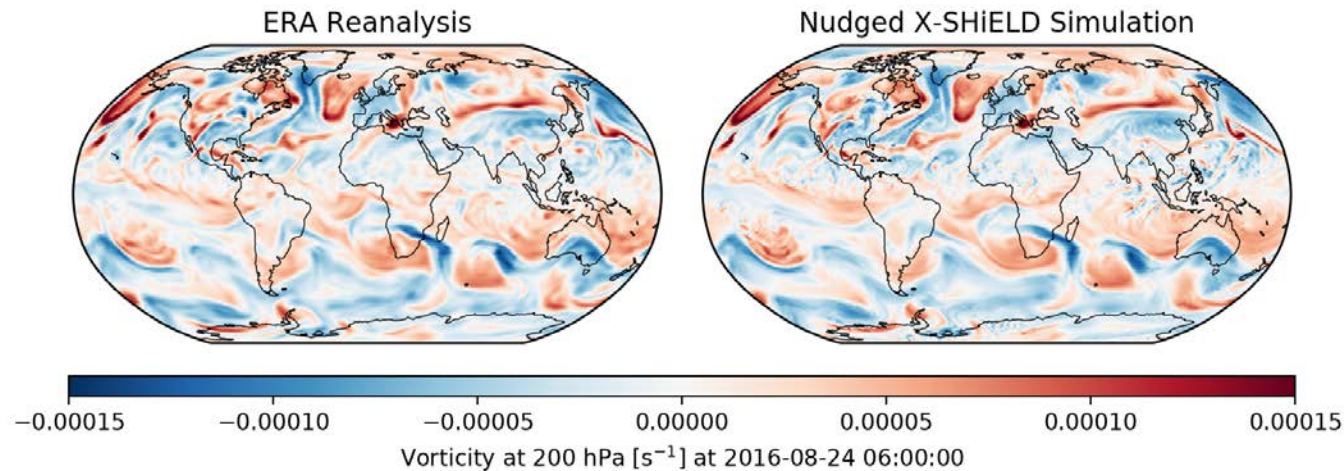 ERA Reanalysis
Nudged X-SHiELD Simulation
−0.00015 −0.00010 −0.00005 0.00000 0.00005 0.00010 0.00015
Vorticity at 200 hPa [s⁻¹] at 2016-08-24 06:00:00